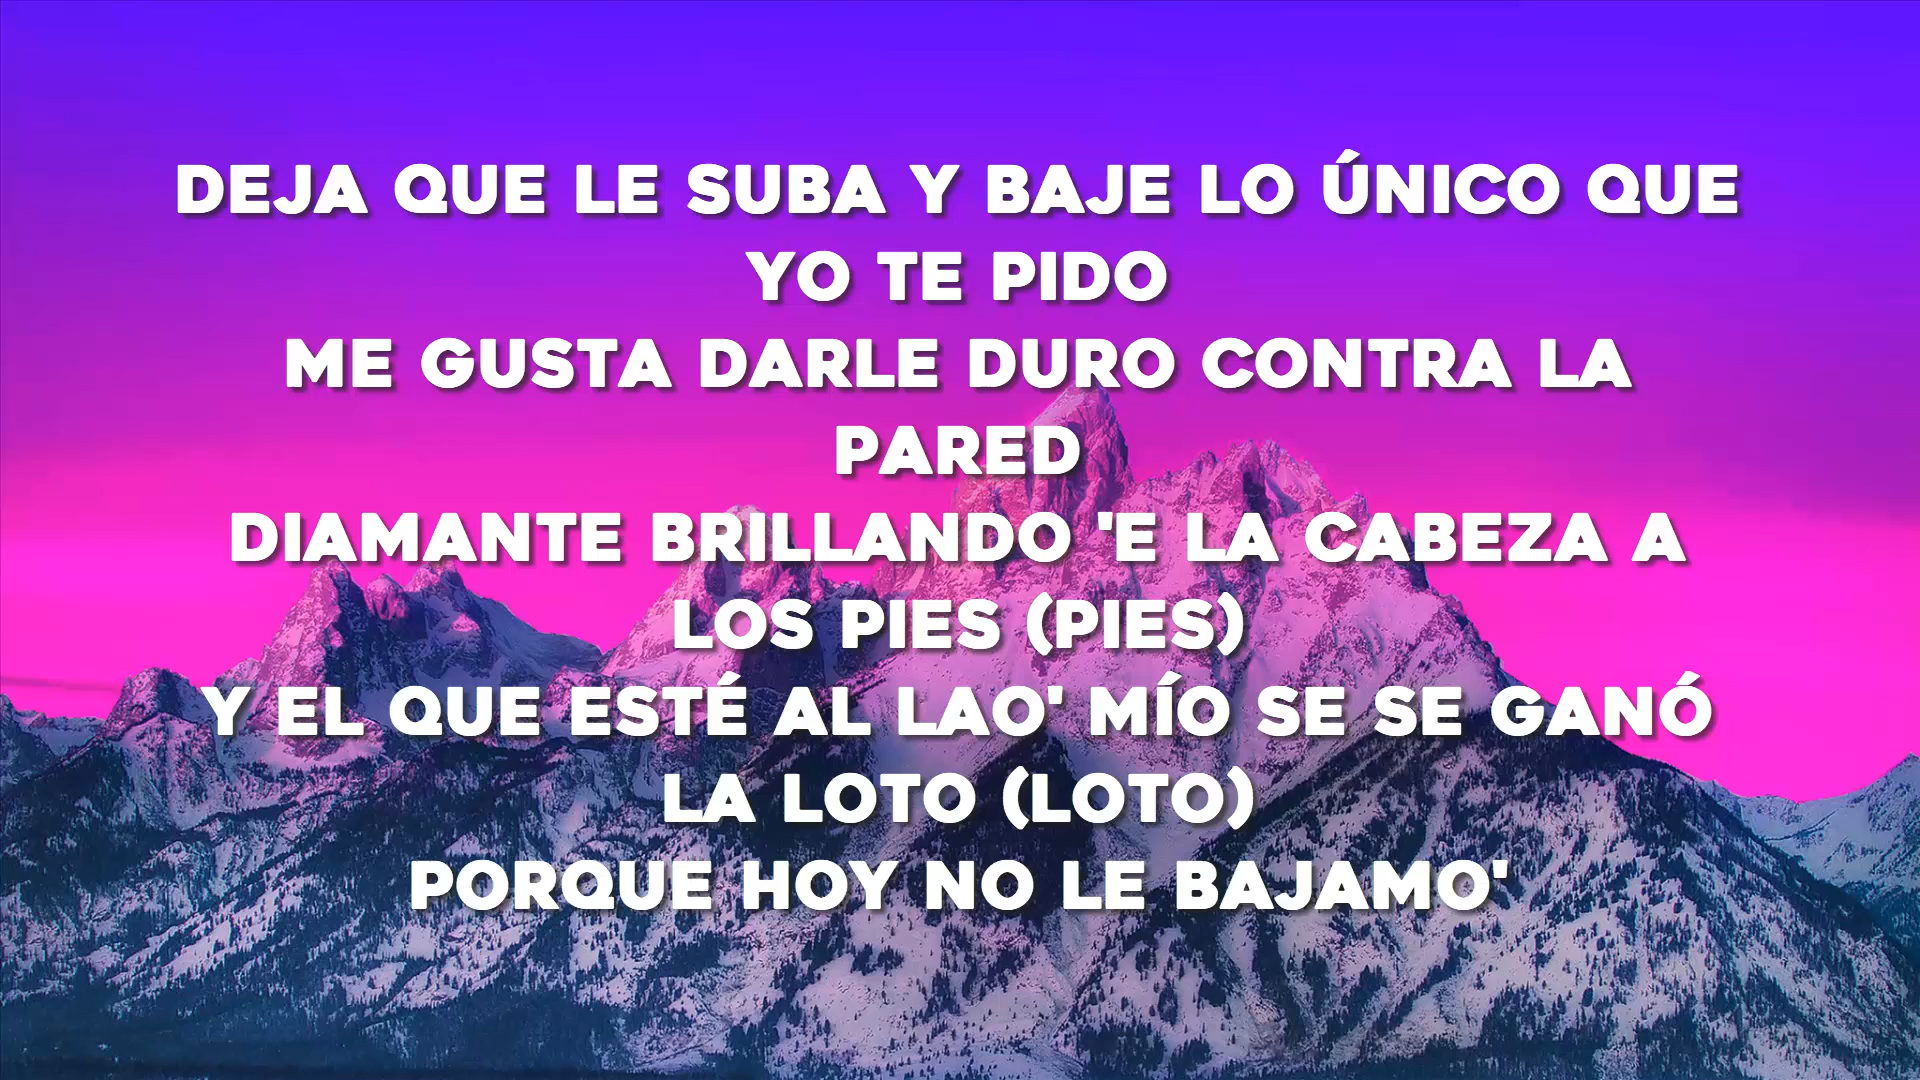 DEJA QUE LE SUBA Y BAJE LO ÚNICO QUE
YO TE PIDO
ME GUSTA DARLE DURO CONTRA LA
PARED
DIAMANTE BRILLANDO 'E LA CABEZA A
LOS PIES (PIES)
Y EL QUE ESTÉ AL LAO' MÍO SE SE GANÓ
LA LOTO (LOTO)
PORQUE HOY NO LE BAJAMO'